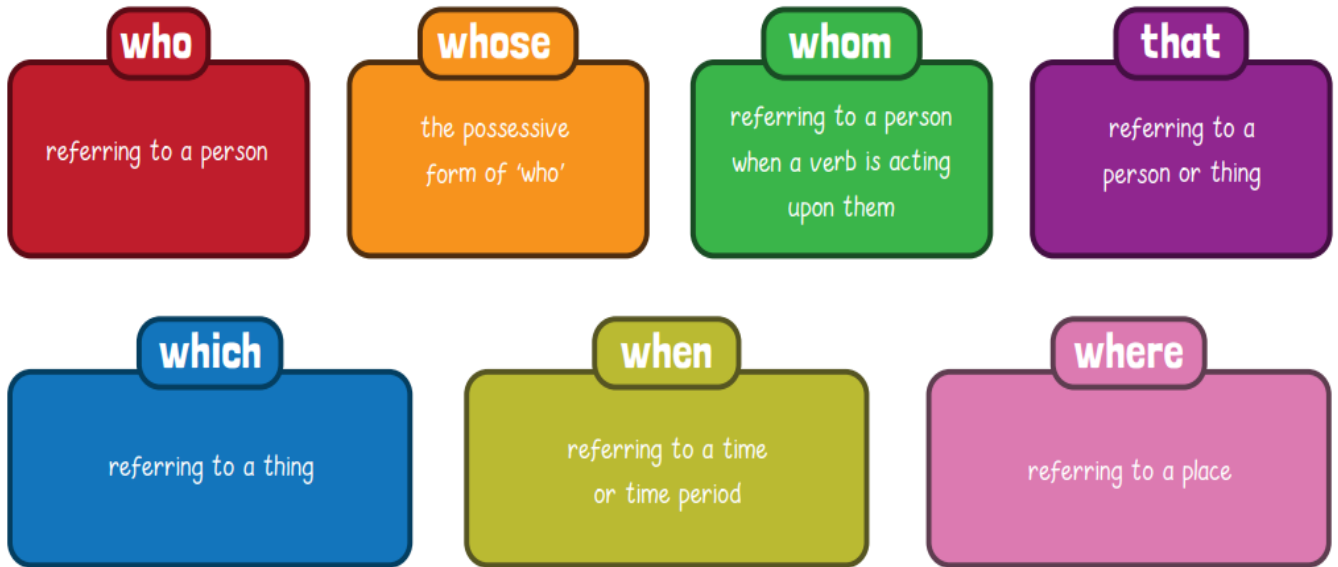 who
referring to a person
whose
the possessive
form of ‘who’
whom
referring to a person
when a verb is acting
upon them
that
referring to a
person or thing
which
referring to a thing
when
referring to a time
or time period
where
referring to a place